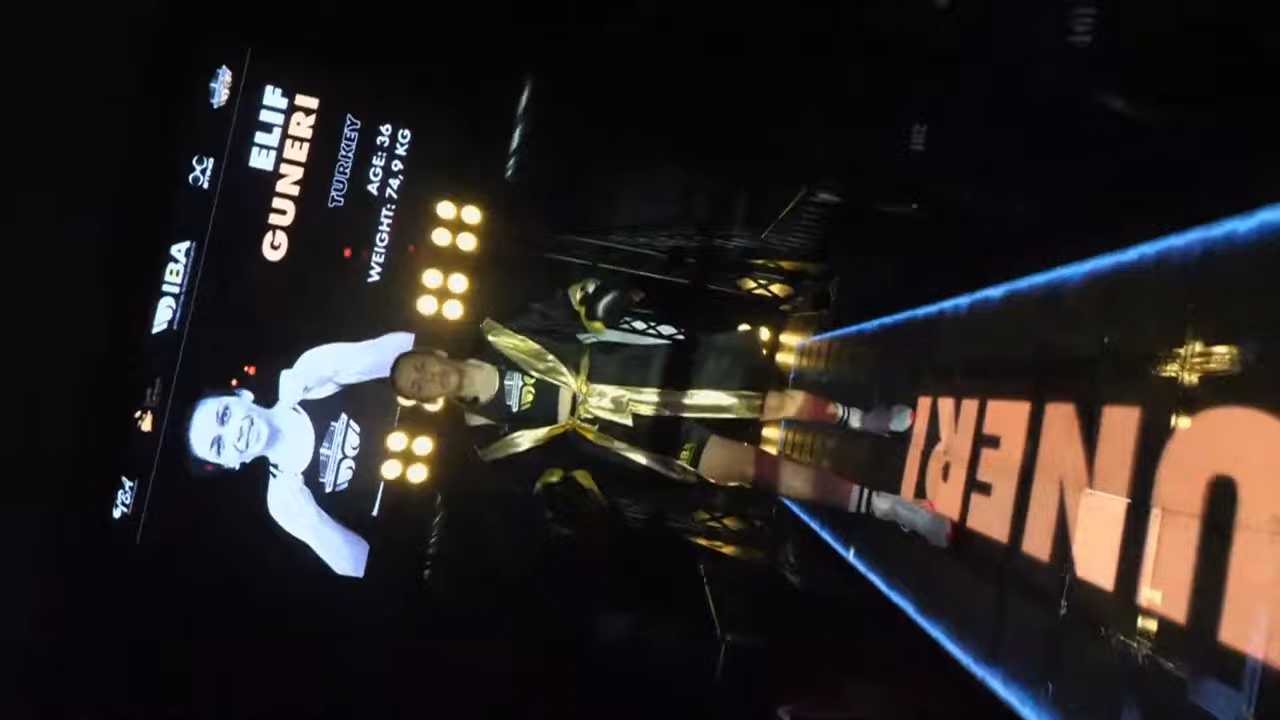 IBA
IBA
ELIF
GUNERI
TURKEY
AGE: 36
WEIGHT: 74,9 KG
UNERI